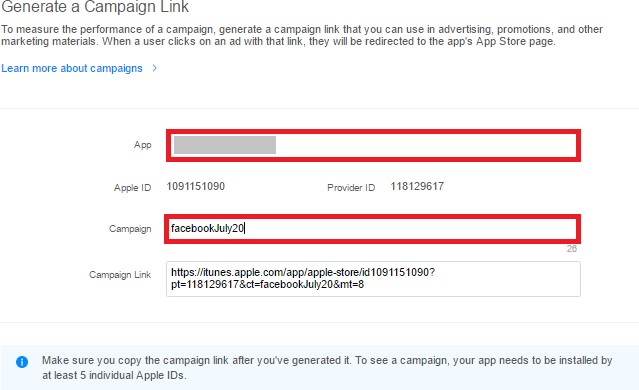 Generate a Campaign Link
To measure the performance of a campaign, generate a campaign link that you can use in advertising, promotions, and other
marketing materials. When a user clicks on an ad with that link, they will be redirected to the app's App Store page.
Learn more about campaigns >
App
Apple ID 1091151090 Provider ID 118129617
Campaign facebookJuly20
26
Campaign Link https://itunes.apple.com/app/apple-store/id1091151090?
pt=118129617&ct=facebookJuly20&mt=8
Make sure you copy the campaign link after you've generated it. To see a campaign, your app needs to be installed by
at least 5 individual Apple IDs.